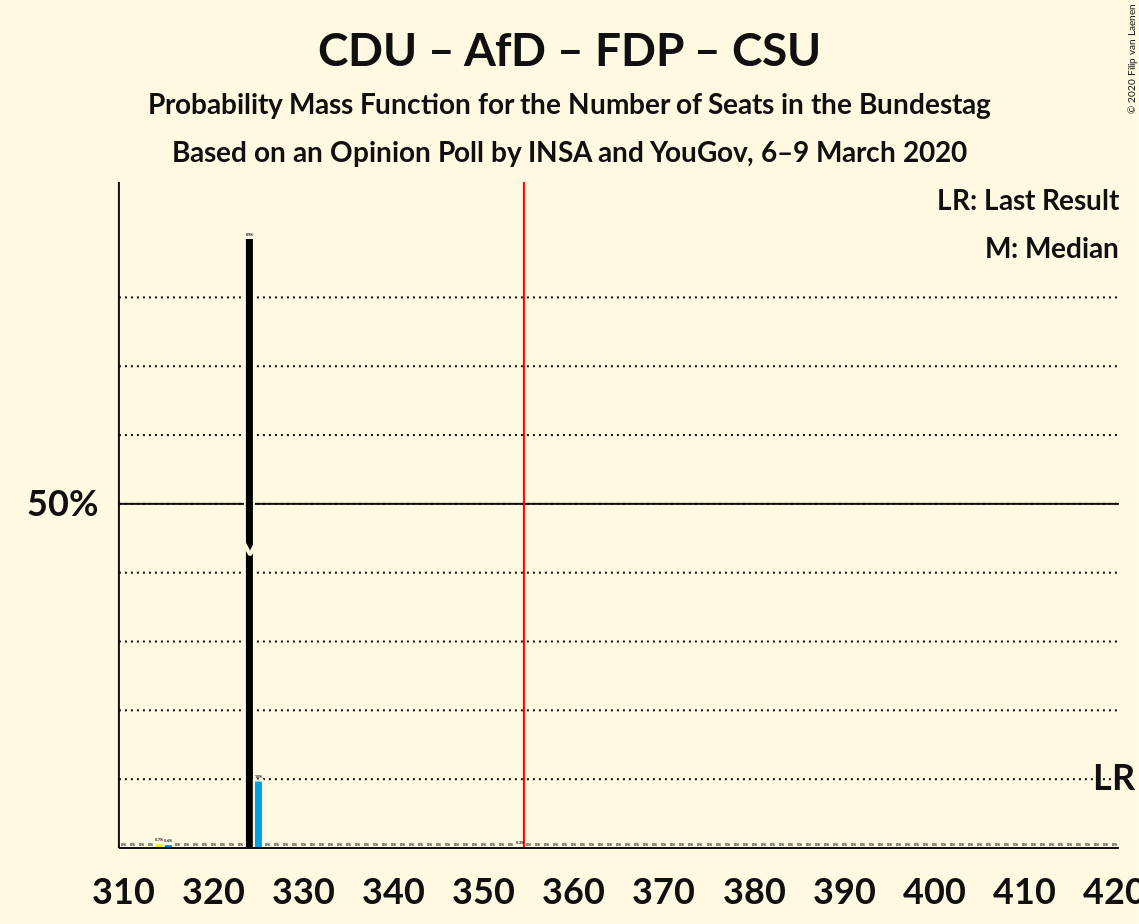 CDU – AfD – FDP – CSU
Probability Mass Function for the Number of Seats in the Bundestag
Based on an Opinion Poll by INSA and YouGov, 6–9 March 2020
© 2020 Filip van Laenen
LR: Last Result
M: Median
50%
LR
310 320 330 340 350 360 370 380 390 400 410 420